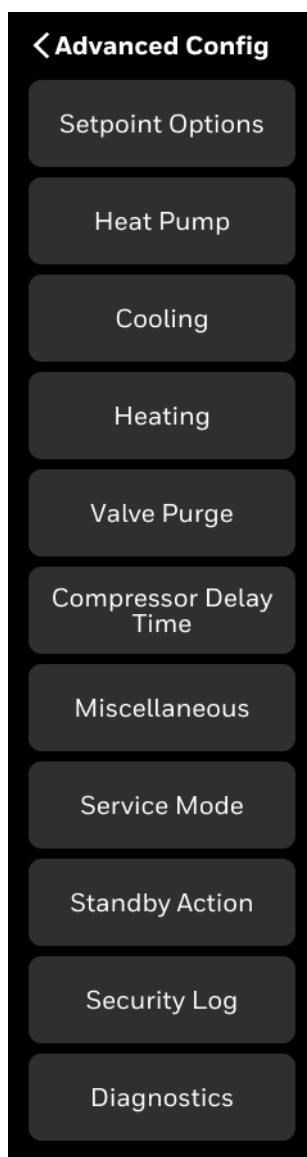 Advanced Config
Setpoint Options
Heat Pump
Cooling
Heating
Valve Purge
Compressor Delay
Time
Miscellaneous
Service Mode
Standby Action
Security Log
Diagnostics